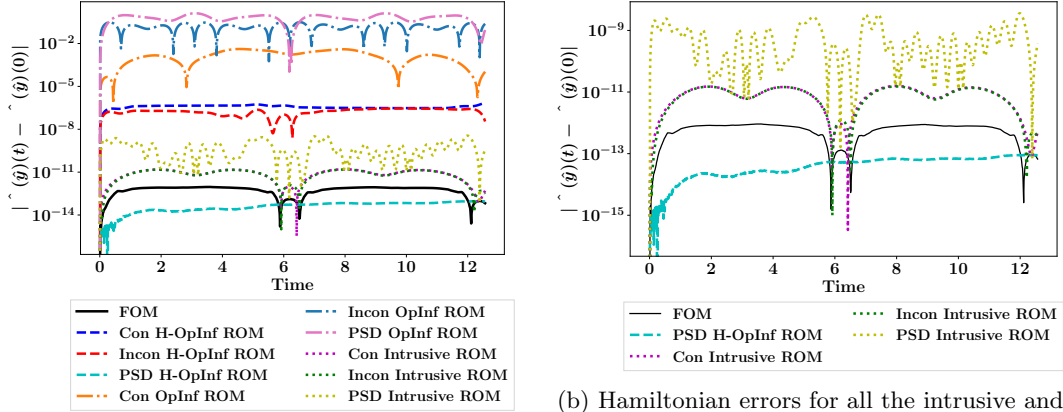 |ˆ(ŷ)(t) − ˆ(ŷ)(0)|
10⁻²
10⁻⁵
10⁻⁸
10⁻¹¹
10⁻¹⁴
0 2 4 6 8 10 12
Time
FOM
Con H-OpInf ROM
Incon H-OpInf ROM
PSD H-OpInf ROM
Con OpInf ROM
Incon OpInf ROM
PSD OpInf ROM
Con Intrusive ROM
Incon Intrusive ROM
PSD Intrusive ROM
|ˆ(ŷ)(t) − ˆ(ŷ)(0)|
10⁻⁹
10⁻¹¹
10⁻¹³
10⁻¹⁵
0 2 4 6 8 10 12
Time
FOM
PSD H-OpInf ROM
Con Intrusive ROM
Incon Intrusive ROM
PSD Intrusive ROM
(b) Hamiltonian errors for all the intrusive and